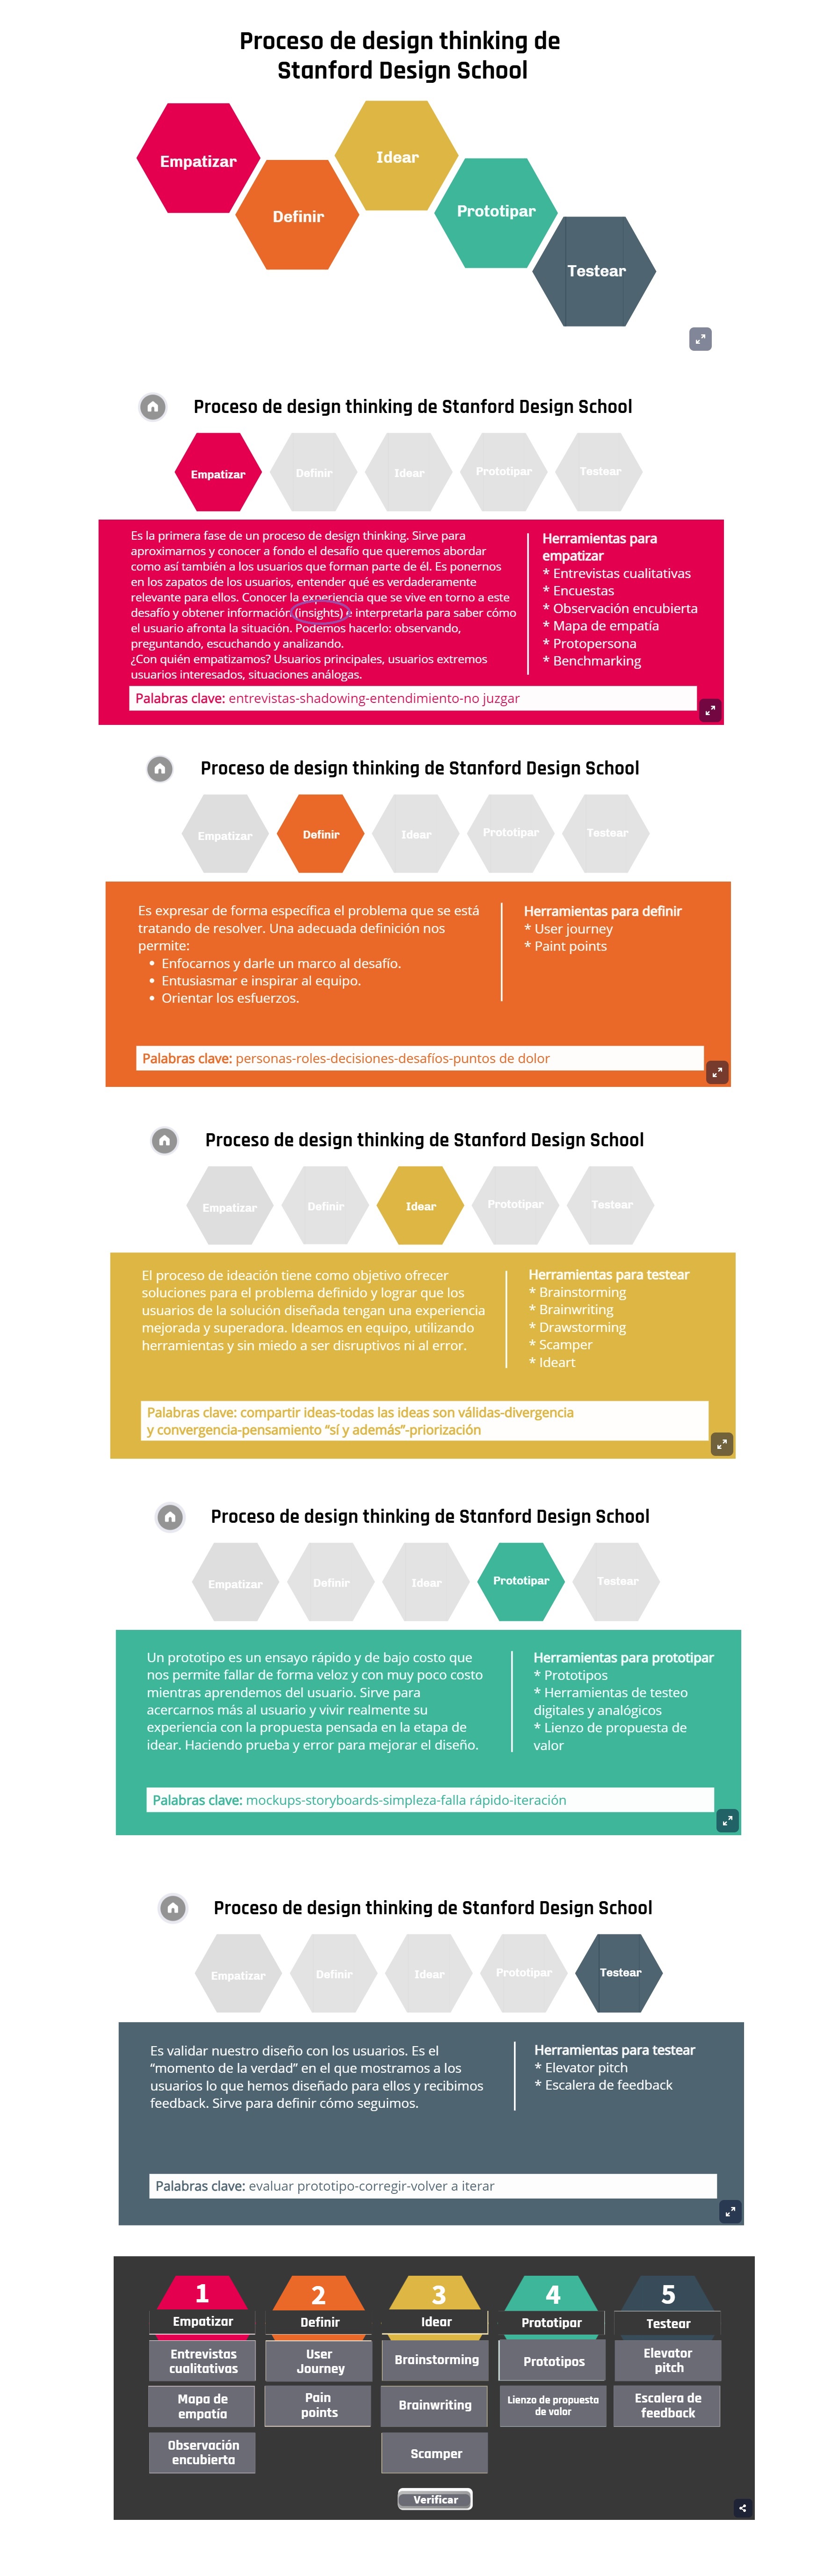 Proceso de design thinking de
Stanford Design School
Empatizar
Definir
Idear
Prototipar
Testear
Proceso de design thinking de Stanford Design School
Empatizar
Definir
Idear
Prototipar
Testear
Es la primera fase de un proceso de design thinking. Sirve para
aproximarnos y conocer a fondo el desafío que queremos abordar
como así también a los usuarios que forman parte de él. Es ponernos
en los zapatos de los usuarios, entender qué es verdaderamente
relevante para ellos. Conocer la vivencia que se vive en torno a este
desafío y obtener información (insights) interpretarla para saber cómo
el usuario afronta la situación. Podemos hacerlo: observando,
preguntando, escuchando y analizando.
¿Con quién empatizamos? Usuarios principales, usuarios extremos
usuarios interesados, situaciones análogas.
Herramientas para
empatizar
* Entrevistas cualitativas
* Encuestas
* Observación encubierta
* Mapa de empatía
* Protopersona
* Benchmarking
Palabras clave: entrevistas-shadowing-entendimiento-no juzgar
Proceso de design thinking de Stanford Design School
Empatizar
Definir
Idear
Prototipar
Testear
Es expresar de forma específica el problema que se está
tratando de resolver. Una adecuada definición nos
permite:
• Enfocarnos y darle un marco al desafío.
• Entusiasmar e inspirar al equipo.
• Orientar los esfuerzos.
Herramientas para definir
* User journey
* Paint points
Palabras clave: personas-roles-decisiones-desafíos-puntos de dolor
Proceso de design thinking de Stanford Design School
Empatizar
Definir
Idear
Prototipar
Testear
El proceso de ideación tiene como objetivo ofrecer
soluciones para el problema definido y lograr que los
usuarios de la solución diseñada tengan una experiencia
mejorada y superadora. Ideamos en equipo, utilizando
herramientas y sin miedo a ser disruptivos ni al error.
Herramientas para testear
* Brainstorming
* Brainwriting
* Drawstorming
* Scamper
* Ideart
Palabras clave: compartir ideas-todas las ideas son válidas-divergencia
y convergencia-pensamiento “sí y además”-priorización
Proceso de design thinking de Stanford Design School
Empatizar
Definir
Idear
Prototipar
Testear
Un prototipo es un ensayo rápido y de bajo costo que
nos permite fallar de forma veloz y con muy poco costo
mientras aprendemos del usuario. Sirve para
acercarnos más al usuario y vivir realmente su
experiencia con la propuesta pensada en la etapa de
idear. Haciendo prueba y error para mejorar el diseño.
Herramientas para prototipar
* Prototipos
* Herramientas de testeo
digitales y analógicos
* Lienzo de propuesta de
valor
Palabras clave: mockups-storyboards-simpleza-falla rápido-iteración
Proceso de design thinking de Stanford Design School
Empatizar
Definir
Idear
Prototipar
Testear
Es validar nuestro diseño con los usuarios. Es el
“momento de la verdad” en el que mostramos a los
usuarios lo que hemos diseñado para ellos y recibimos
feedback. Sirve para definir cómo seguimos.
Herramientas para testear
* Elevator pitch
* Escalera de feedback
Palabras clave: evaluar prototipo-corregir-volver a iterar
1
2
3
4
5
Empatizar
Definir
Idear
Prototipar
Testear
Entrevistas
cualitativas
User
Journey
Brainstorming
Prototipos
Elevator
pitch
Mapa de
empatía
Pain
points
Brainwriting
Lienzo de propuesta
de valor
Escalera de
feedback
Observación
encubierta
Scamper
Verificar